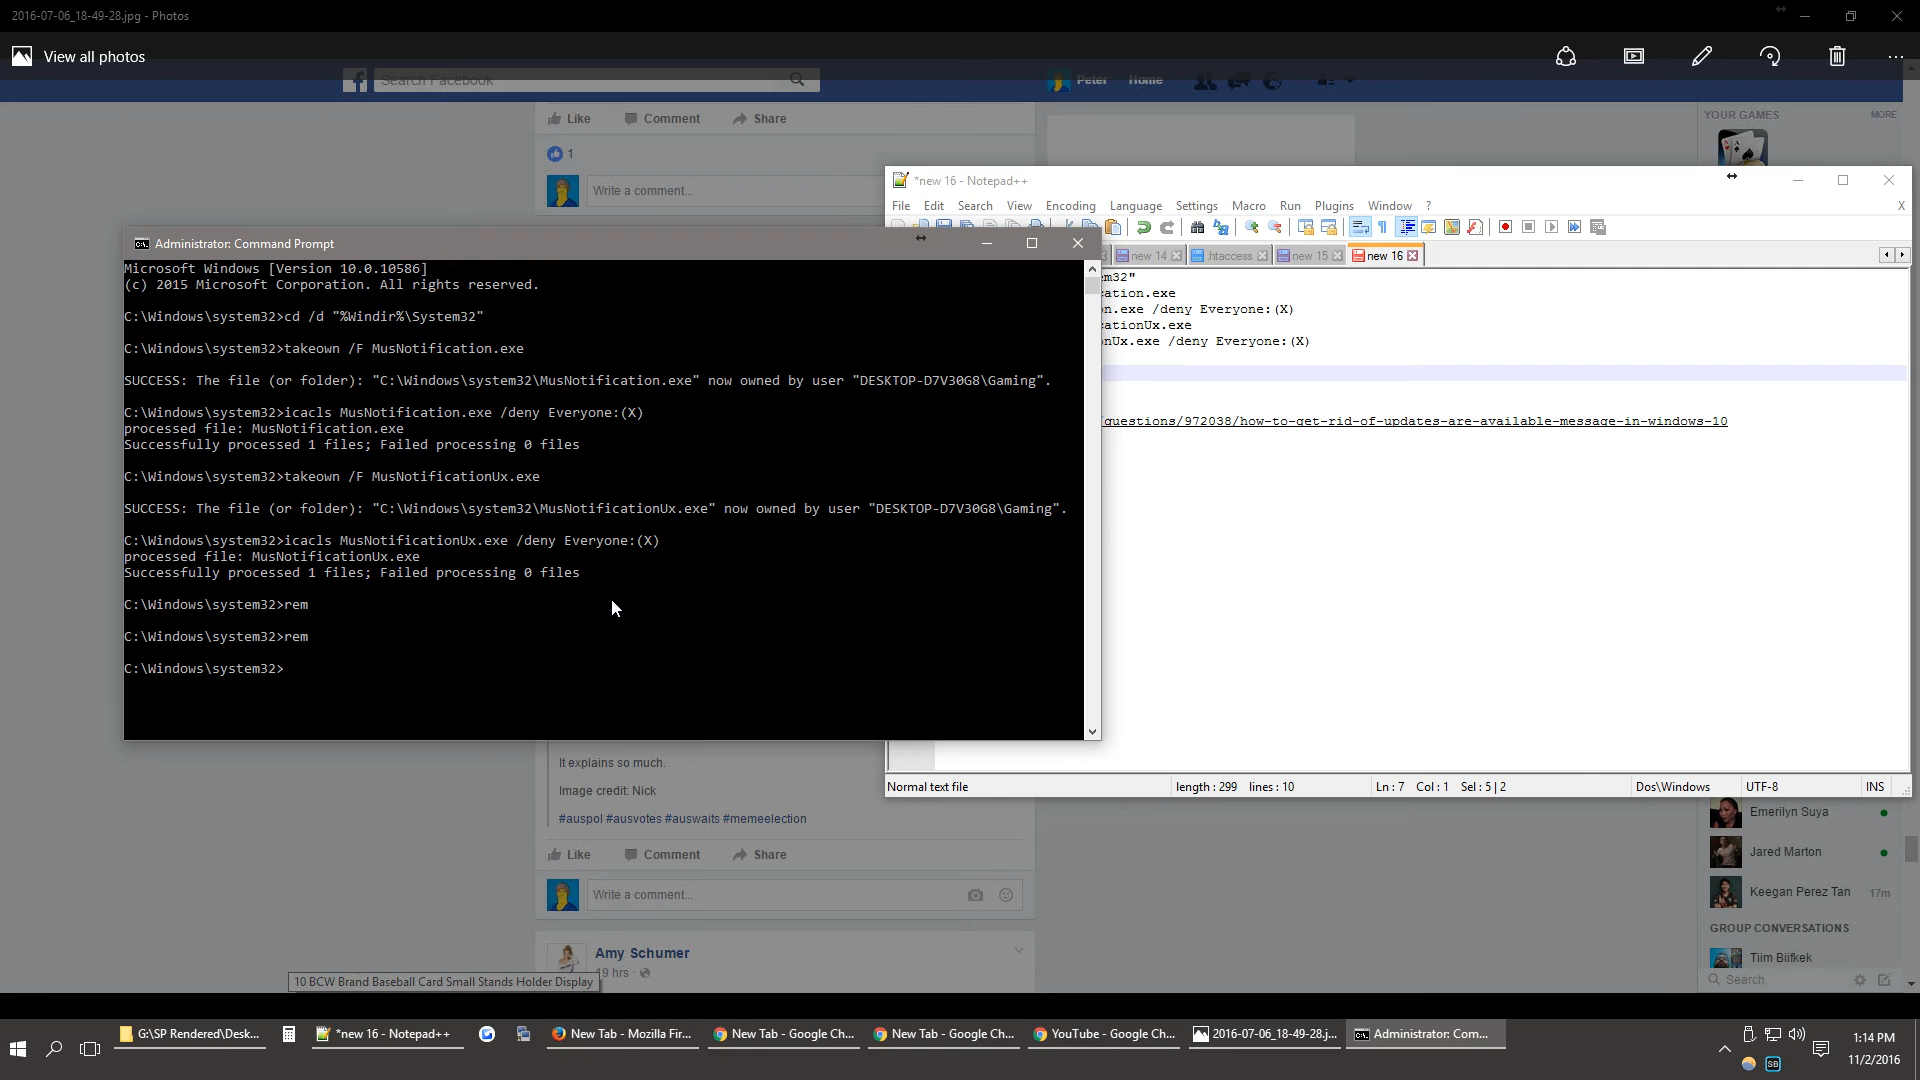 2016-07-06_18-49-28.jpg - Photos
View all photos
Search Facebook
Peter Home
Like Comment Share
1
Write a comment...
YOUR GAMES MORE
*new 16 - Notepad++
File Edit Search View Encoding Language Settings Macro Run Plugins Window ? X
new 14 .htaccess new 15 new 16
em32"
cation.exe
n.exe /deny Everyone:(X)
cationUx.exe
nUx.exe /deny Everyone:(X)
/questions/972038/how-to-get-rid-of-updates-are-available-message-in-windows-10
Normal text file length : 299 lines : 10 Ln : 7 Col : 1 Sel : 5 | 2 Dos\Windows UTF-8 INS
Administrator: Command Prompt
Microsoft Windows [Version 10.0.10586]
(c) 2015 Microsoft Corporation. All rights reserved.
C:\Windows\system32>cd /d "%Windir%\System32"
C:\Windows\system32>takeown /F MusNotification.exe
SUCCESS: The file (or folder): "C:\Windows\system32\MusNotification.exe" now owned by user "DESKTOP-D7V30G8\Gaming".
C:\Windows\system32>icacls MusNotification.exe /deny Everyone:(X)
processed file: MusNotification.exe
Successfully processed 1 files; Failed processing 0 files
C:\Windows\system32>takeown /F MusNotificationUx.exe
SUCCESS: The file (or folder): "C:\Windows\system32\MusNotificationUx.exe" now owned by user "DESKTOP-D7V30G8\Gaming".
C:\Windows\system32>icacls MusNotificationUx.exe /deny Everyone:(X)
processed file: MusNotificationUx.exe
Successfully processed 1 files; Failed processing 0 files
C:\Windows\system32>rem
C:\Windows\system32>rem
C:\Windows\system32>
It explains so much.
Image credit: Nick
#auspol #ausvotes #auswaits #memeelection
Like Comment Share
Write a comment...
Amy Schumer
19 hrs
10 BCW Brand Baseball Card Small Stands Holder Display
Emerilyn Suya
Jared Marton
Keegan Perez Tan 17m
GROUP CONVERSATIONS
Tiim Biifkek
Search
G:\SP Rendered\Desk...
*new 16 - Notepad++
New Tab - Mozilla Fir...
New Tab - Google Ch...
New Tab - Google Ch...
YouTube - Google Ch...
2016-07-06_18-49-28.j...
Administrator: Com...
SB
1:14 PM
11/2/2016